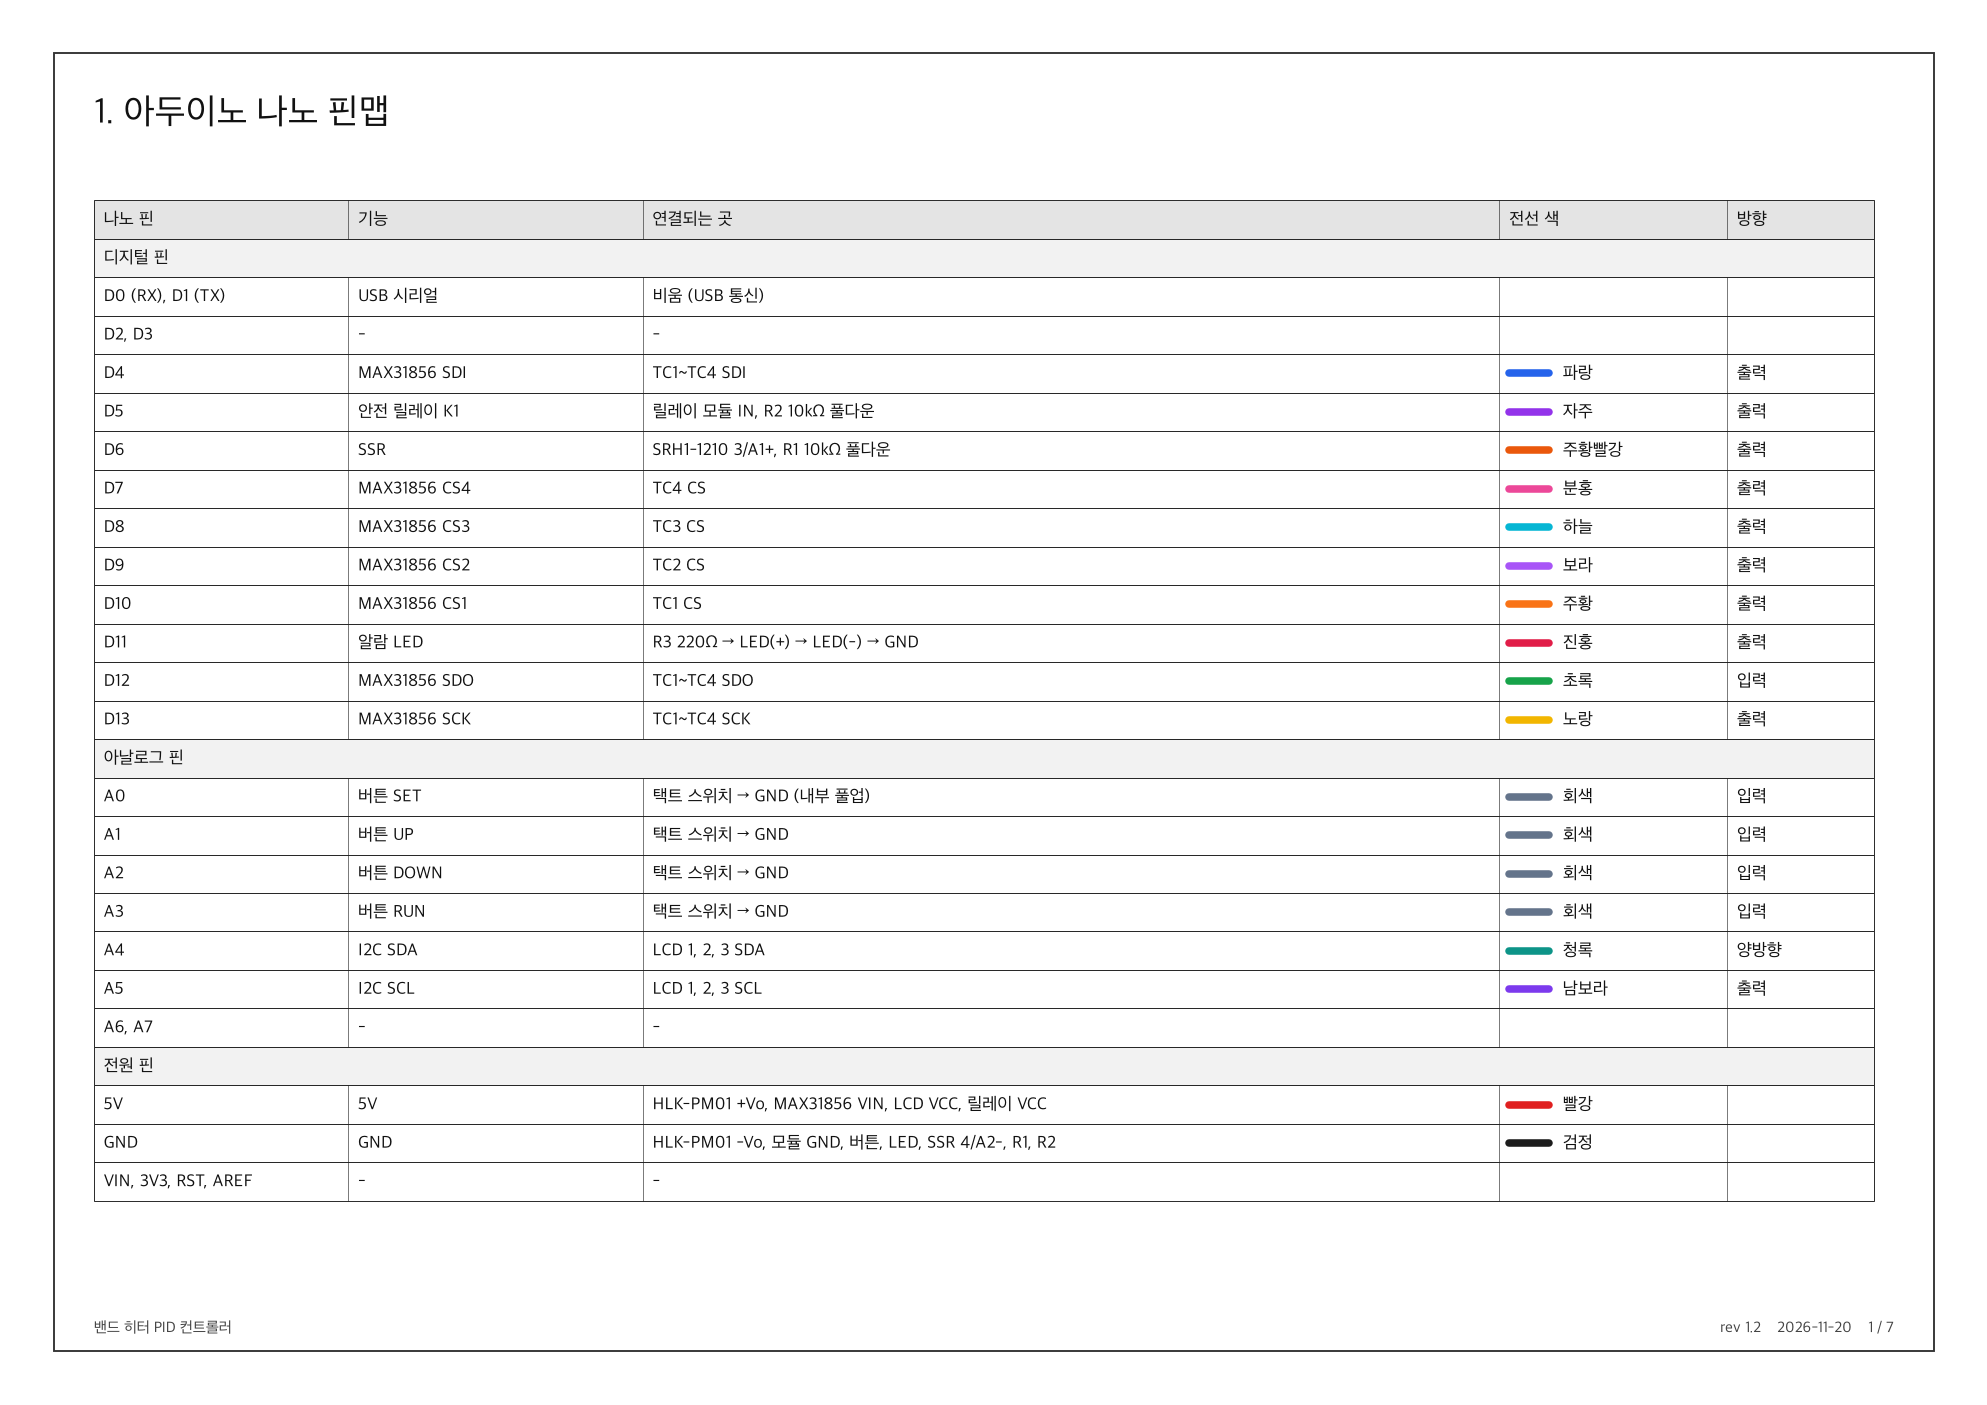 1. 아두이노 나노 핀맵
나노 핀 기능 연결되는 곳 전선 색 방향
디지털 핀
D0 (RX), D1 (TX) USB 시리얼 비움 (USB 통신)
D2, D3 - -
D4 MAX31856 SDI TC1~TC4 SDI 파랑 출력
D5 안전 릴레이 K1 릴레이 모듈 IN, R2 10kΩ 풀다운 자주 출력
D6 SSR SRH1-1210 3/A1+, R1 10kΩ 풀다운 주황빨강 출력
D7 MAX31856 CS4 TC4 CS 분홍 출력
D8 MAX31856 CS3 TC3 CS 하늘 출력
D9 MAX31856 CS2 TC2 CS 보라 출력
D10 MAX31856 CS1 TC1 CS 주황 출력
D11 알람 LED R3 220Ω → LED(+) → LED(-) → GND 진홍 출력
D12 MAX31856 SDO TC1~TC4 SDO 초록 입력
D13 MAX31856 SCK TC1~TC4 SCK 노랑 출력
아날로그 핀
A0 버튼 SET 택트 스위치 → GND (내부 풀업) 회색 입력
A1 버튼 UP 택트 스위치 → GND 회색 입력
A2 버튼 DOWN 택트 스위치 → GND 회색 입력
A3 버튼 RUN 택트 스위치 → GND 회색 입력
A4 I2C SDA LCD 1, 2, 3 SDA 청록 양방향
A5 I2C SCL LCD 1, 2, 3 SCL 남보라 출력
A6, A7 - -
전원 핀
5V 5V HLK-PM01 +Vo, MAX31856 VIN, LCD VCC, 릴레이 VCC 빨강
GND GND HLK-PM01 -Vo, 모듈 GND, 버튼, LED, SSR 4/A2-, R1, R2 검정
VIN, 3V3, RST, AREF - -
밴드 히터 PID 컨트롤러 rev 1.2 2026-11-20 1 / 7